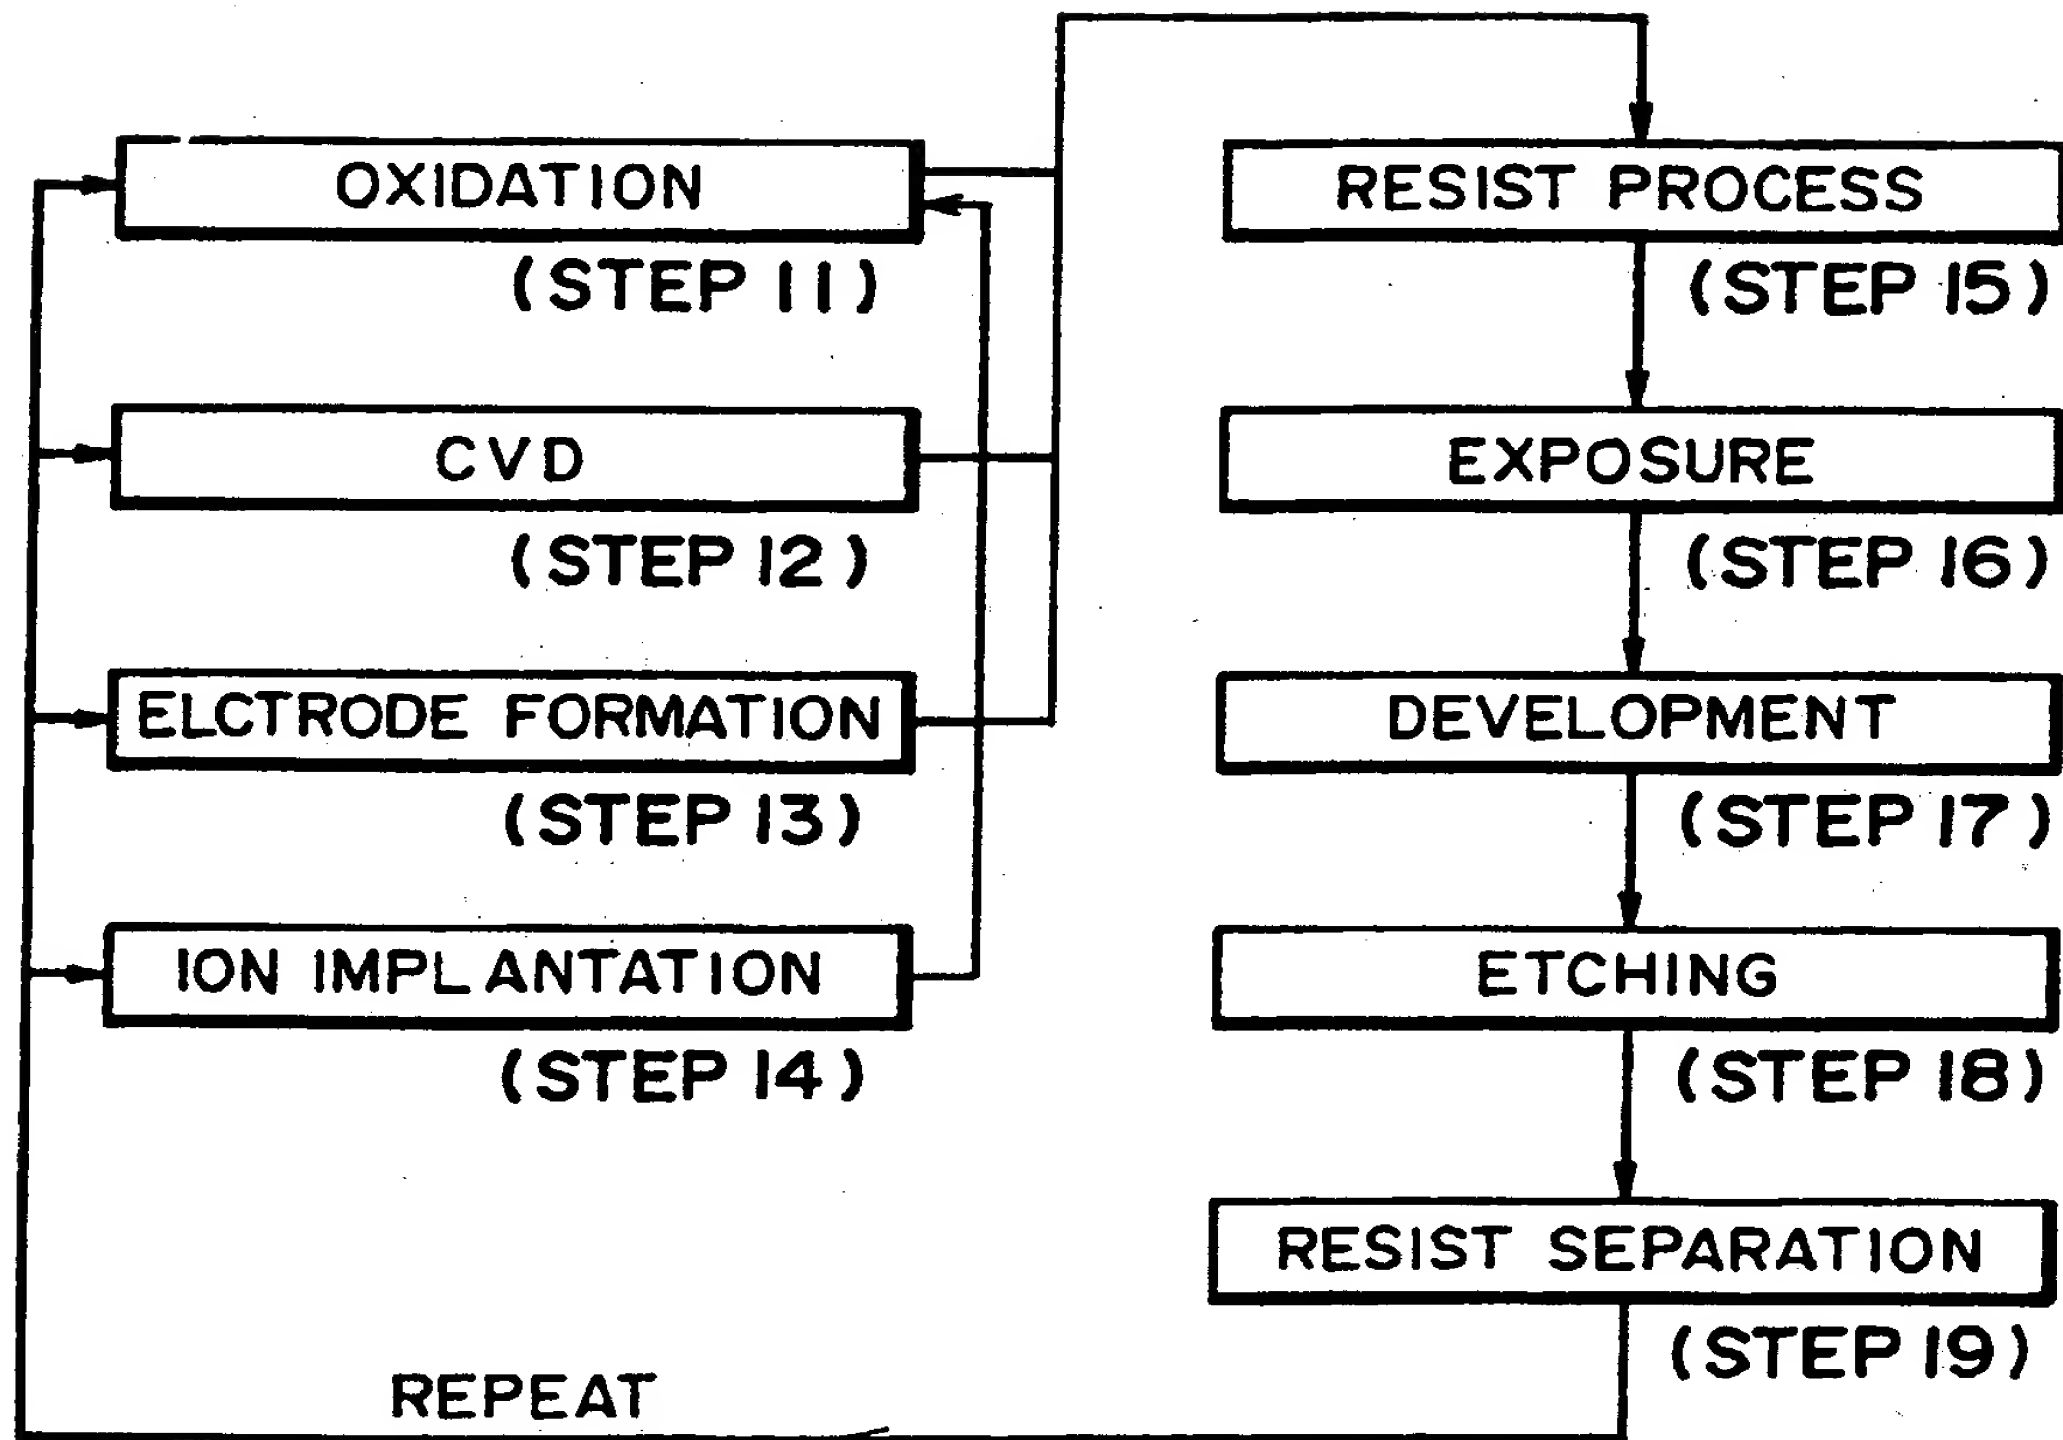 OXIDATION
(STEP 11)
CVD
(STEP 12)
ELCTRODE FORMATION
(STEP 13)
ION IMPLANTATION
(STEP 14)
RESIST PROCESS
(STEP 15)
EXPOSURE
(STEP 16)
DEVELOPMENT
(STEP 17)
ETCHING
(STEP 18)
RESIST SEPARATION
(STEP 19)
REPEAT